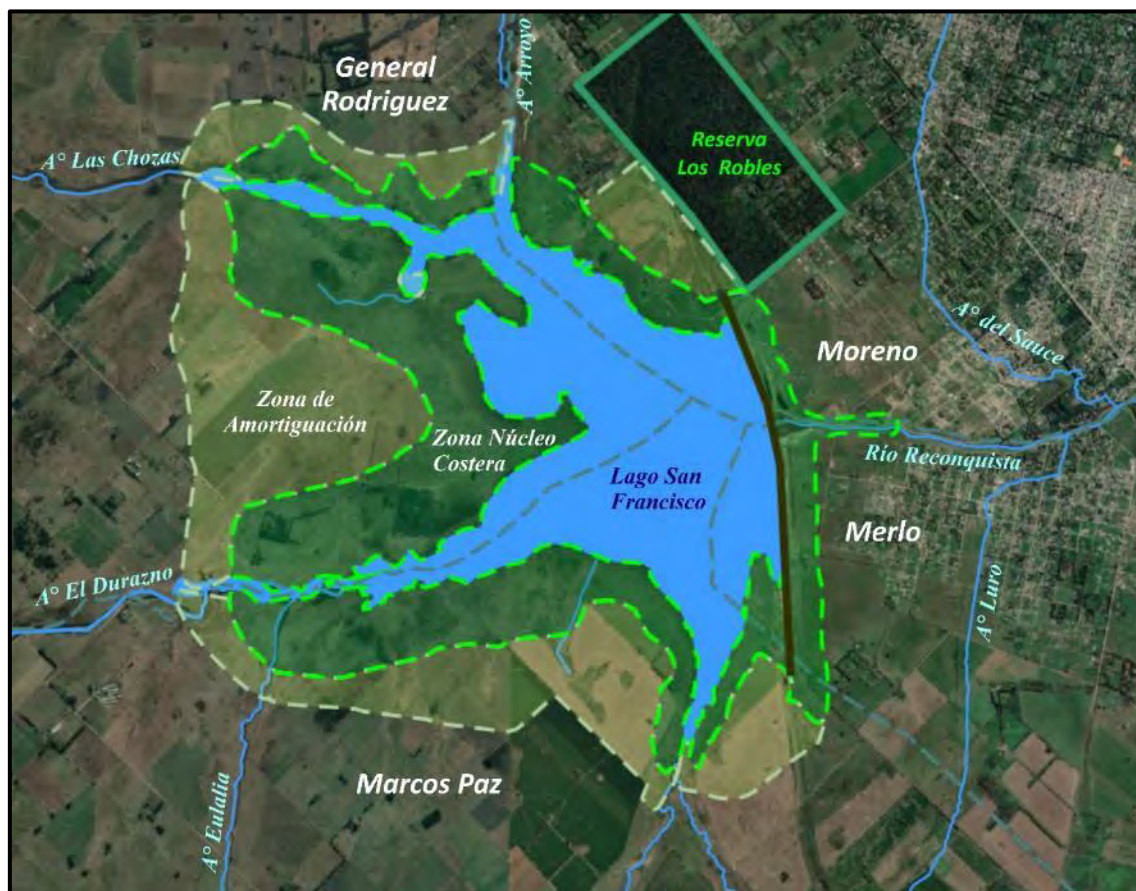 General
Rodriguez
A° Arroyo
Reserva
Los Robles
A° Las Chozas
A° del Sauce
Moreno
Zona de
Amortiguación
Zona Núcleo
Costera
Río Reconquista
Lago San
Francisco
Merlo
A° El Durazno
A° Luro
Marcos Paz
A° Eulalia